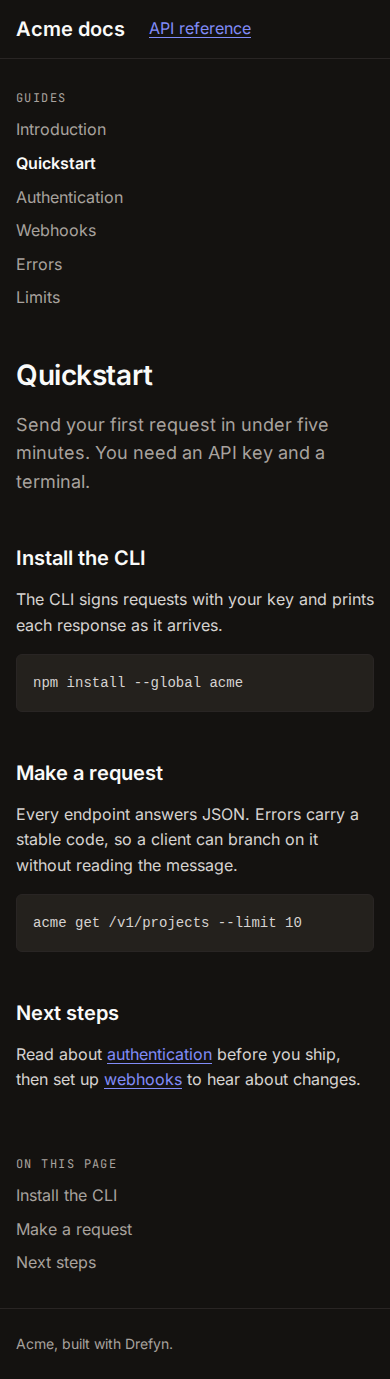 Acme docs API reference
GUIDES
Introduction
Quickstart
Authentication
Webhooks
Errors
Limits
Quickstart
Send your first request in under five
minutes. You need an API key and a
terminal.
Install the CLI
The CLI signs requests with your key and prints
each response as it arrives.
npm install --global acme
Make a request
Every endpoint answers JSON. Errors carry a
stable code, so a client can branch on it
without reading the message.
acme get /v1/projects --limit 10
Next steps
Read about authentication before you ship,
then set up webhooks to hear about changes.
ON THIS PAGE
Install the CLI
Make a request
Next steps
Acme, built with Drefyn.